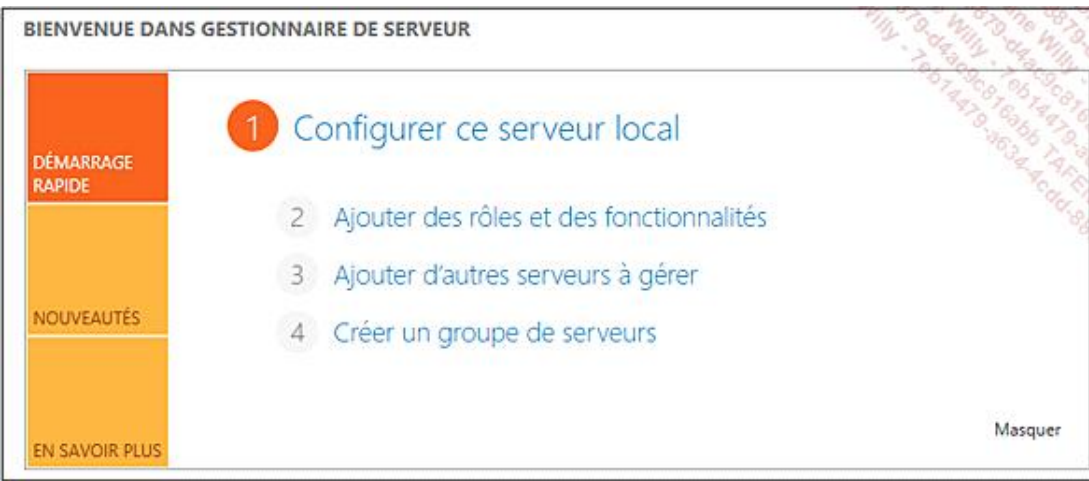 BIENVENUE DANS GESTIONNAIRE DE SERVEUR
DÉMARRAGE
RAPIDE
NOUVEAUTÉS
EN SAVOIR PLUS
1 Configurer ce serveur local
2 Ajouter des rôles et des fonctionnalités
3 Ajouter d'autres serveurs à gérer
4 Créer un groupe de serveurs
Masquer